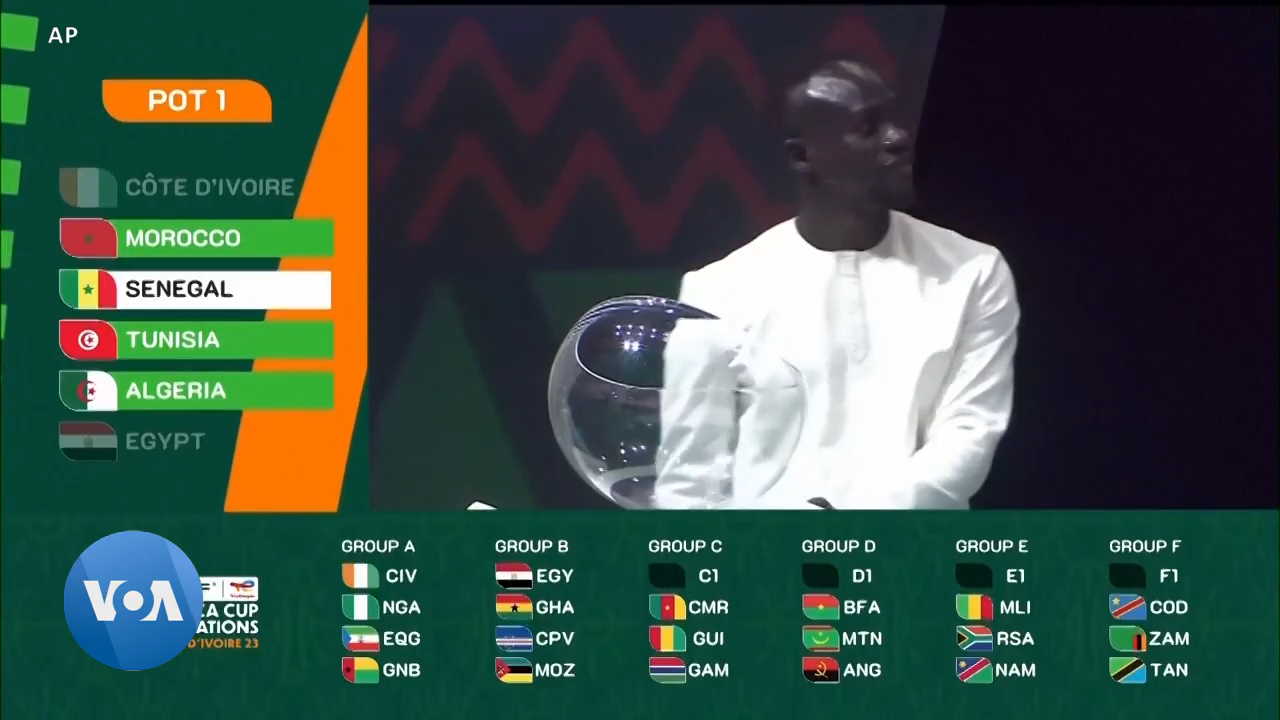 AP
POT 1
CÔTE D'IVOIRE
MOROCCO
SENEGAL
TUNISIA
ALGERIA
EGYPT
VOA
CUP
D'IVOIRE 23
GROUP A
CIV
NGA
EQG
GNB
GROUP B
EGY
GHA
CPV
MOZ
GROUP C
C1
CMR
GUI
GAM
GROUP D
D1
BFA
MTN
ANG
GROUP E
E1
MLI
RSA
NAM
GROUP F
F1
COD
ZAM
TAN